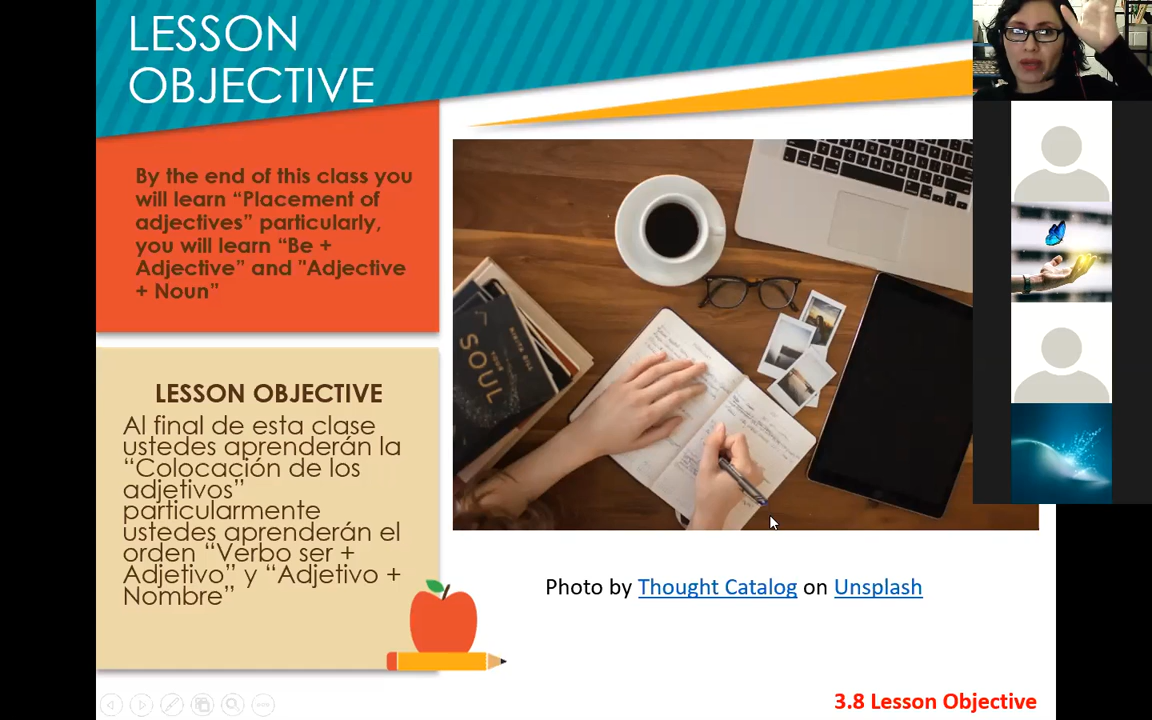 LESSON
OBJECTIVE
By the end of this class you
will learn “Placement of
adjectives” particularly,
you will learn “Be +
Adjective” and "Adjective
+ Noun”
LESSON OBJECTIVE
Al final de esta clase
ustedes aprenderán la
“Colocación de los
adjetivos”
particularmente
ustedes aprenderán el
orden “Verbo ser +
Adjetivo” y “Adjetivo +
Nombre”
YOUR
SOUL
NIKITA GILL
Photo by Thought Catalog on Unsplash
3.8 Lesson Objective